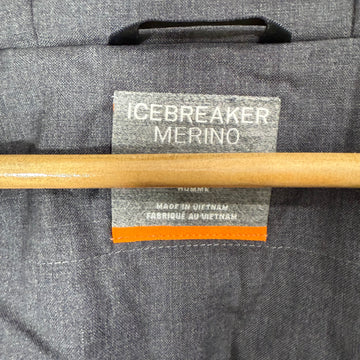 ICEBREAKER
MERINO
HOMME
MADE IN VIETNAM
FABRIQUÉ AU VIETNAM